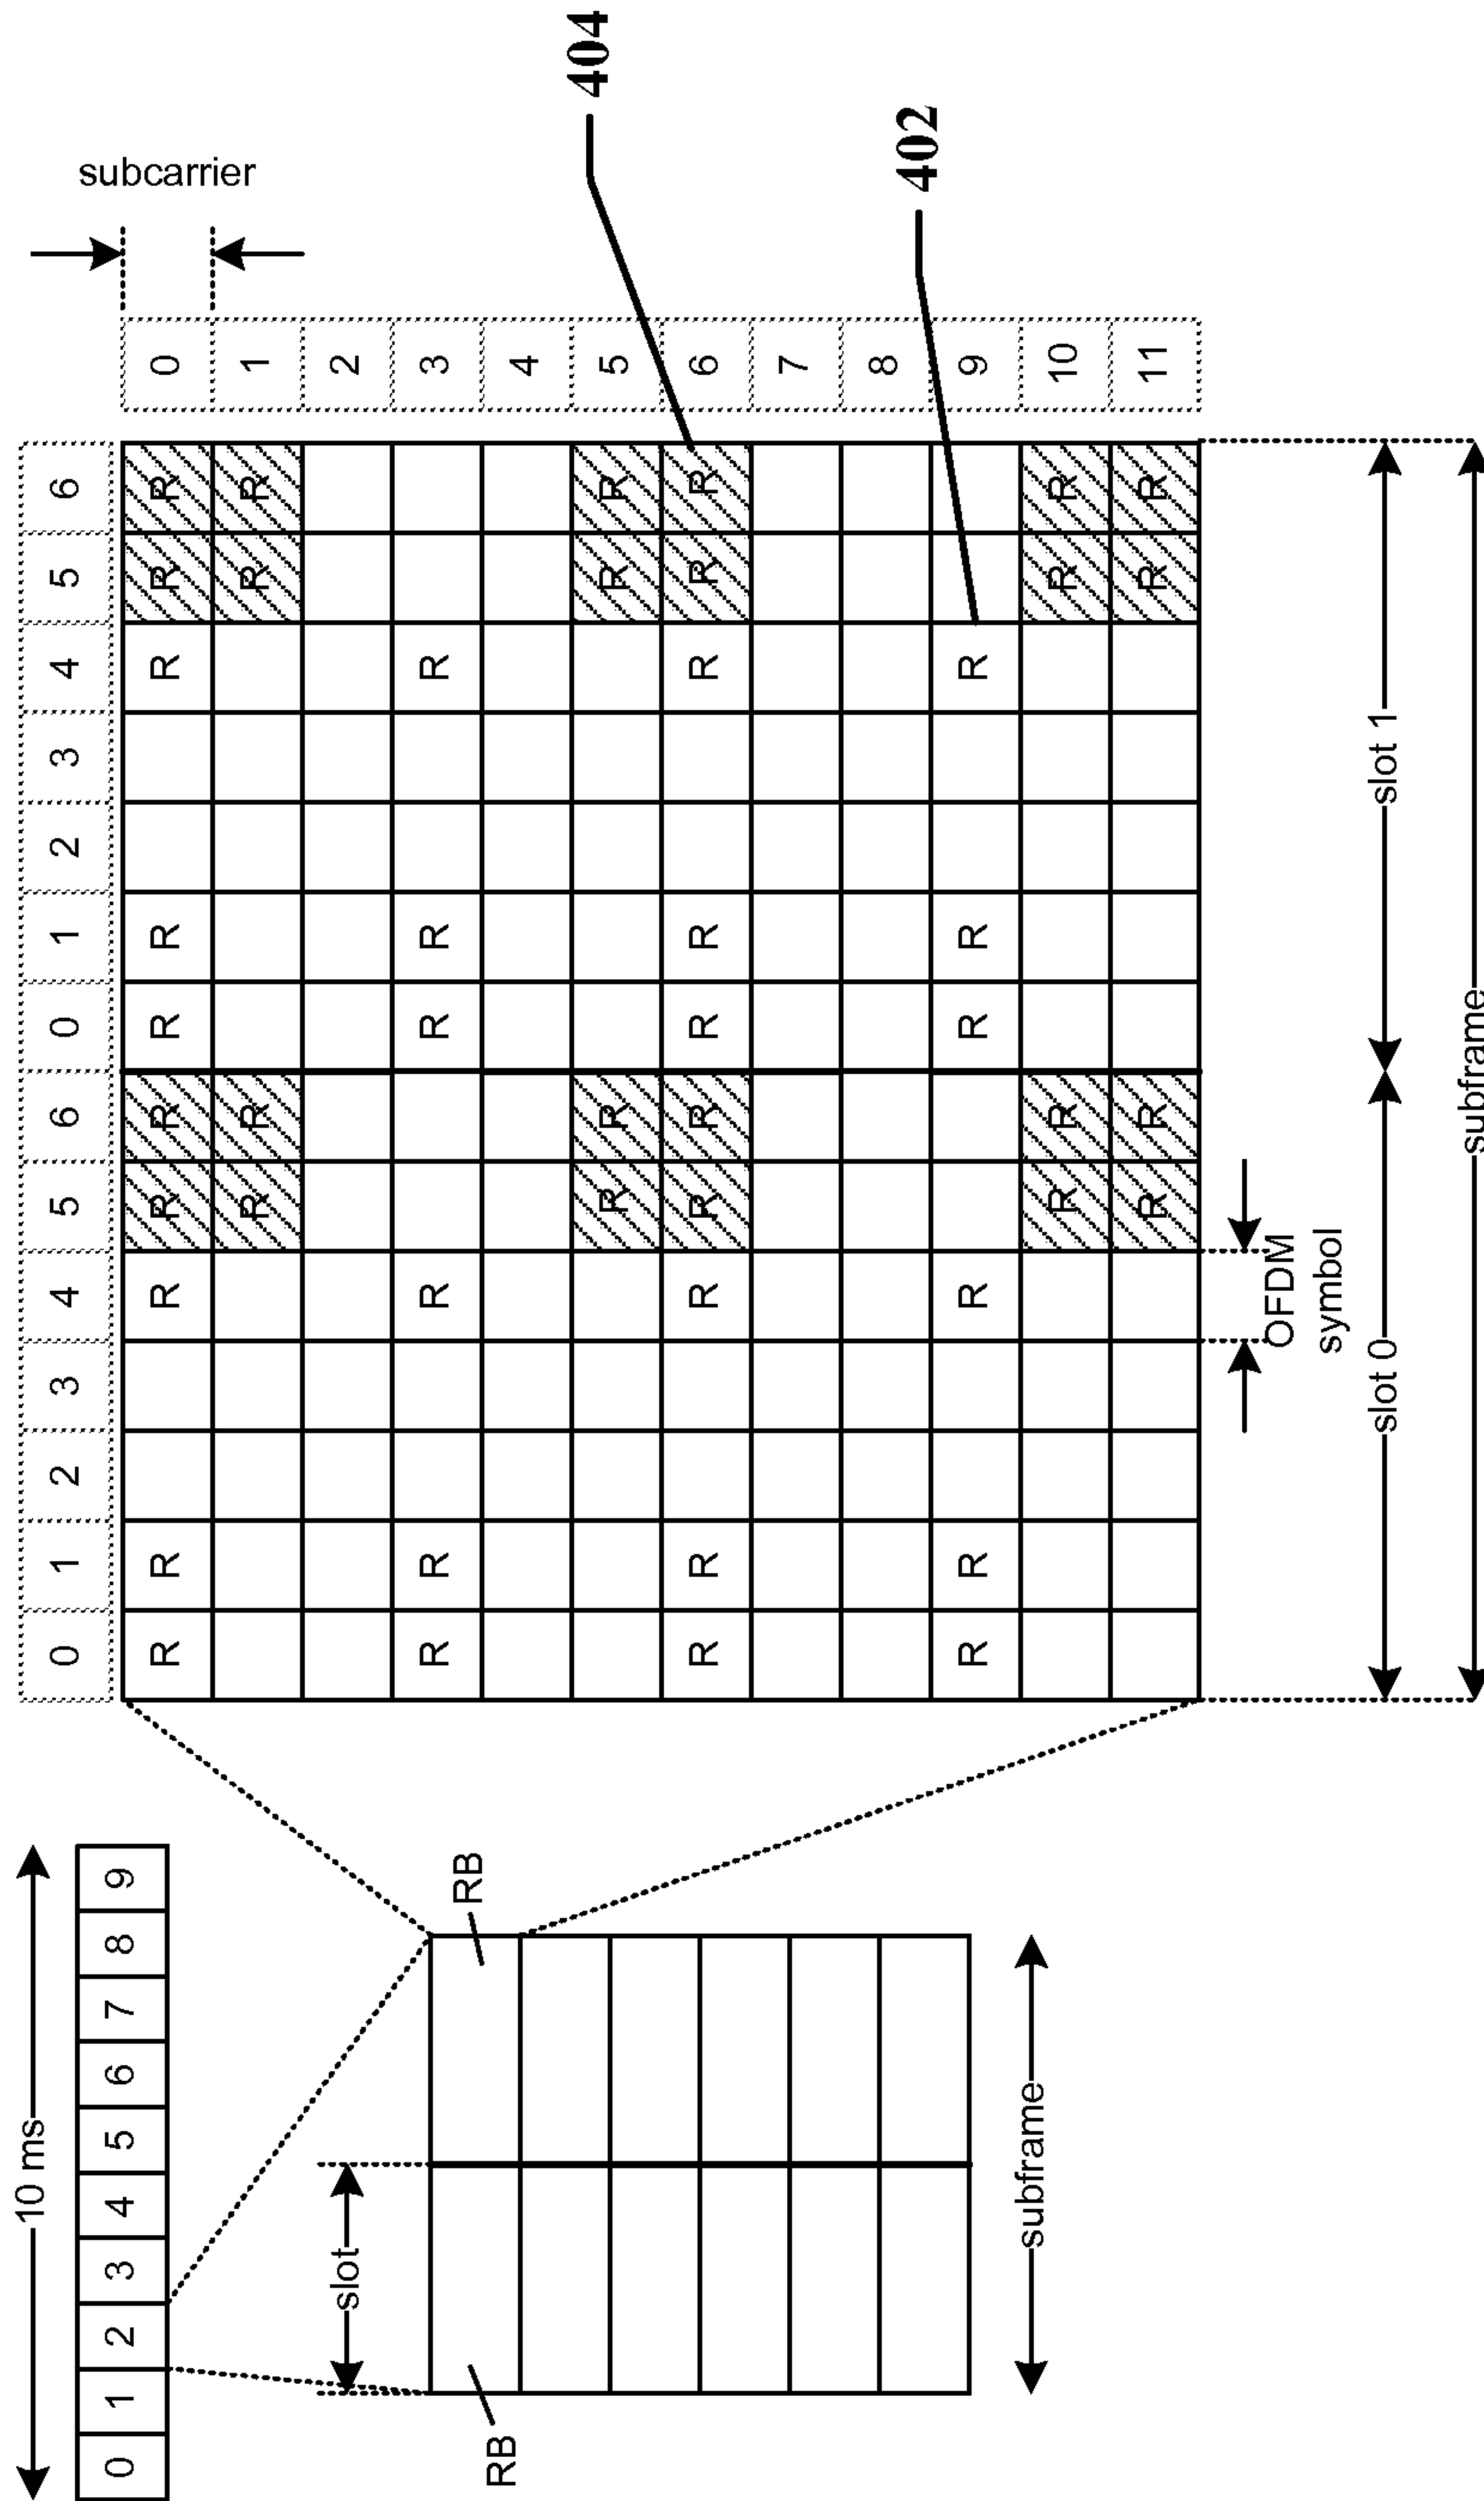 10 ms
0 1 2 3 4 5 6 7 8 9
slot
RB
RB
subframe
0 1 2 3 4 5 6 0 1 2 3 4 5 6
subcarrier
R R R R R R R R R R 0
R R R R 1
2
R R R R R R 3
4
R R R R 5
404
R R R R R R R R R R 6
7
8
402
R R R R R R 9
R R R R 10
R R R R 11
OFDM
symbol
slot 0 slot 1
subframe